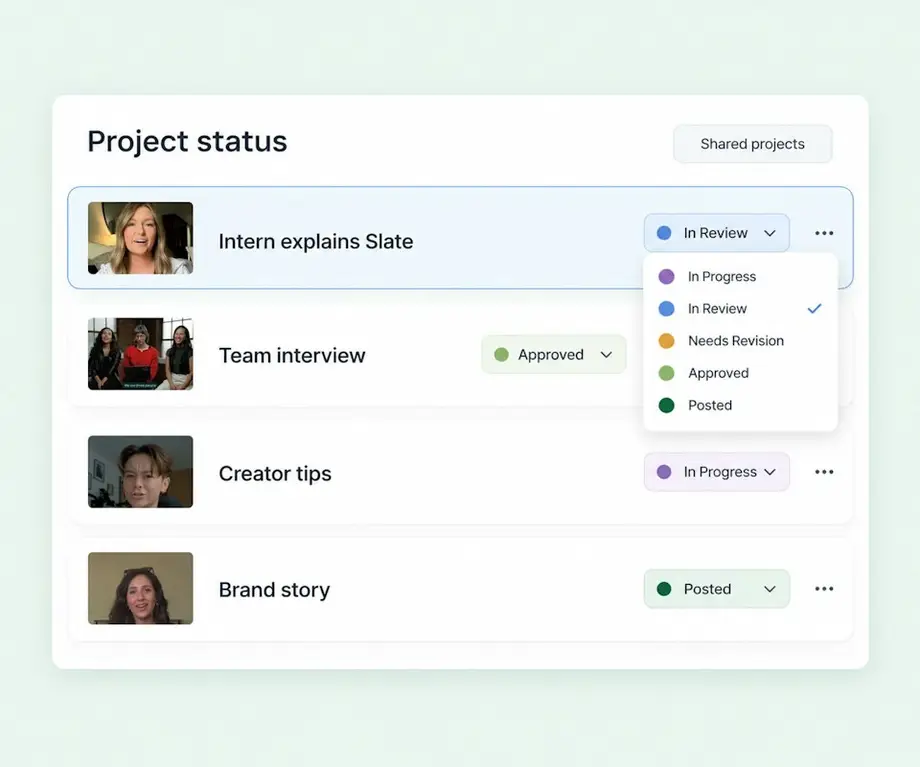 Project status
Shared projects
Intern explains Slate
In Review
In Progress
In Review
Needs Revision
Approved
Posted
Team interview
Approved
Creator tips
In Progress
Brand story
Posted